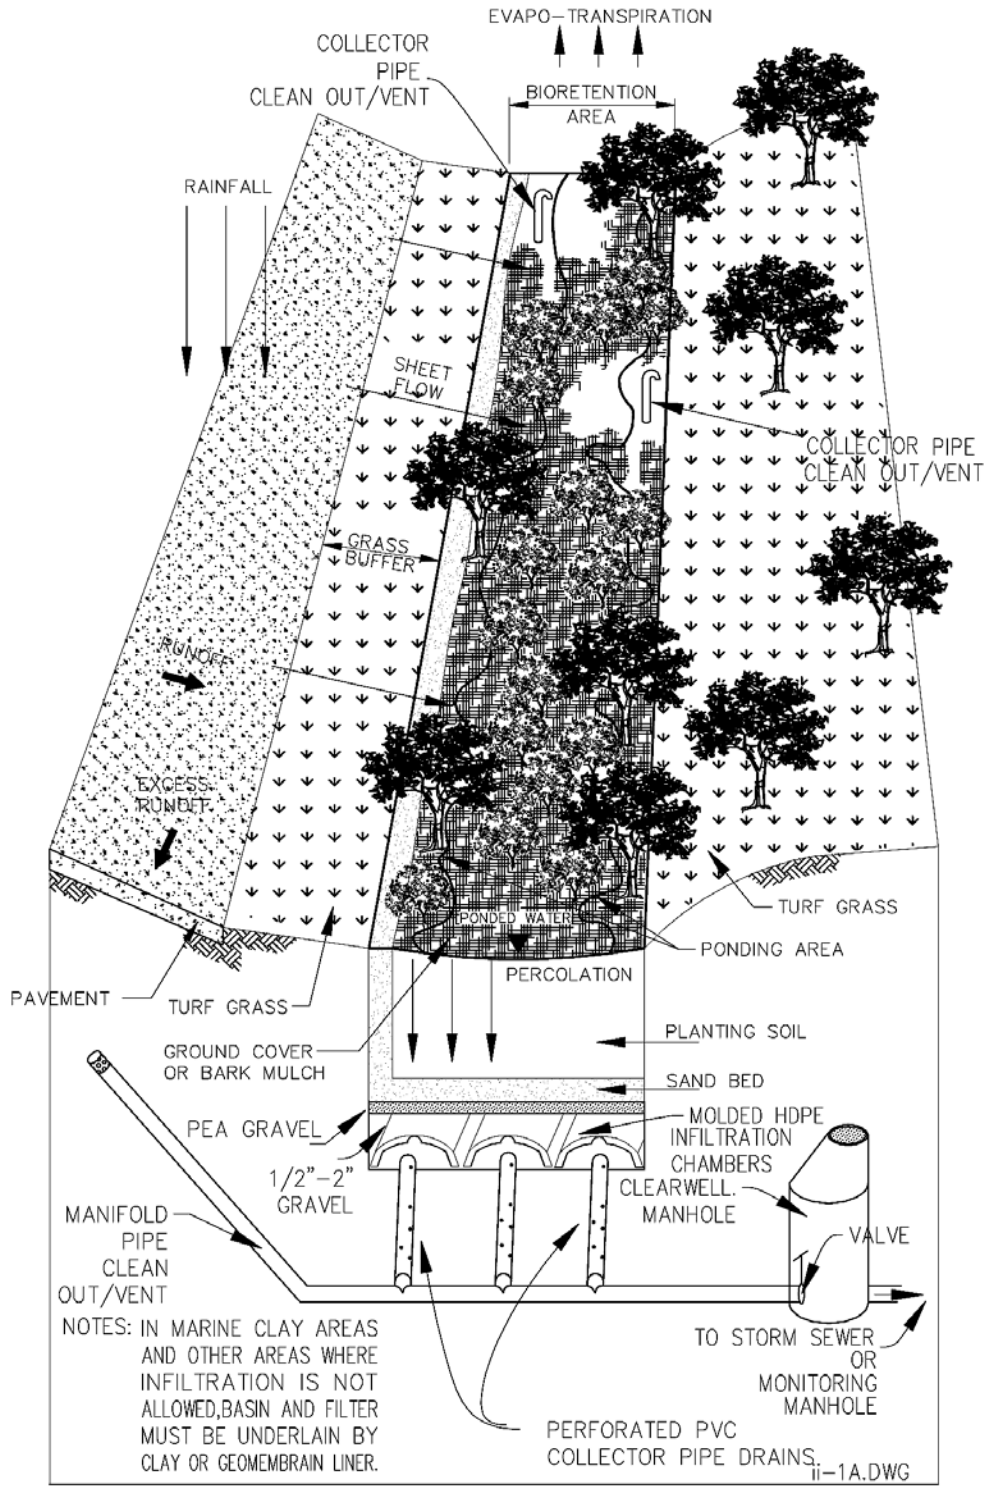 EVAPO-TRANSPIRATION
COLLECTOR
PIPE
CLEAN OUT/VENT
BIORETENTION
AREA
RAINFALL
SHEET
FLOW
COLLECTOR PIPE
CLEAN OUT/VENT
GRASS
BUFFER
RUNOFF
EXCESS
RUNOFF
PONDED WATER
TURF GRASS
PONDING AREA
PERCOLATION
PAVEMENT
TURF GRASS
GROUND COVER
OR BARK MULCH
PLANTING SOIL
SAND BED
PEA GRAVEL
MOLDED HDPE
INFILTRATION
CHAMBERS
1/2"-2"
GRAVEL
CLEARWELL.
MANHOLE
MANIFOLD
PIPE
CLEAN
OUT/VENT
VALVE
TO STORM SEWER
OR
MONITORING
MANHOLE
NOTES: IN MARINE CLAY AREAS
AND OTHER AREAS WHERE
INFILTRATION IS NOT
ALLOWED,BASIN AND FILTER
MUST BE UNDERLAIN BY
CLAY OR GEOMEMBRAIN LINER.
PERFORATED PVC
COLLECTOR PIPE DRAINS.
ii-1A.DWG